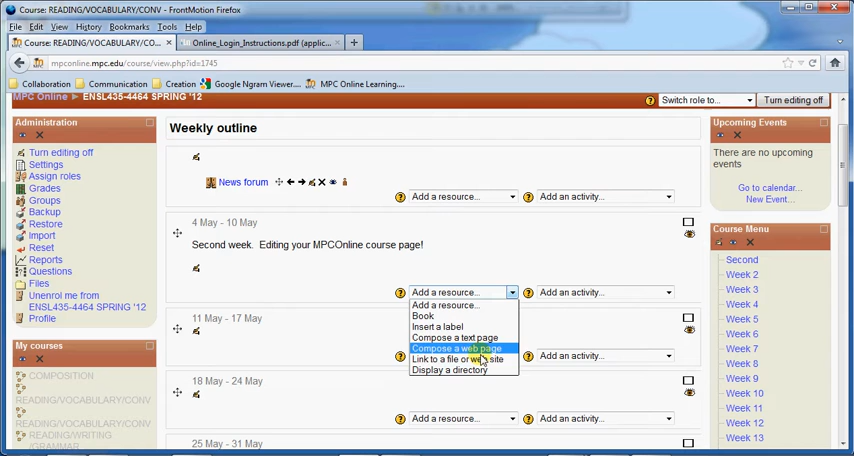 Course: READING/VOCABULARY/CONV - FrontMotion Firefox
File Edit View History Bookmarks Tools Help
Course: READING/VOCABULARY/CO... × Online_Login_Instructions.pdf (applic... × +
mpconline.mpc.edu/course/view.php?id=1745
Collaboration Communication Creation Google Ngram Viewer.... MPC Online Learning....
MPC Online ► ENSL435-4464 SPRING '12
Switch role to... Turn editing off
Administration
Turn editing off
Settings
Assign roles
Grades
Groups
Backup
Restore
Import
Reset
Reports
Questions
Files
Unenrol me from
ENSL435-4464 SPRING '12
Profile
My courses
COMPOSITION
READING/VOCABULARY/CONV
READING/WRITING
/GRAMMAR
Weekly outline
News forum
Add a resource... Add an activity...
4 May - 10 May
Second week. Editing your MPCOnline course page!
Add a resource... Add an activity...
Add a resource...
Book
Insert a label
Compose a text page
Compose a web page
Link to a file or web site
Display a directory
11 May - 17 May
Add an activity...
18 May - 24 May
Add a resource... Add an activity...
25 May - 31 May
Upcoming Events
There are no upcoming
events
Go to calendar...
New Event...
Course Menu
Second
Week 2
Week 3
Week 4
Week 5
Week 6
Week 7
Week 8
Week 9
Week 10
Week 11
Week 12
Week 13